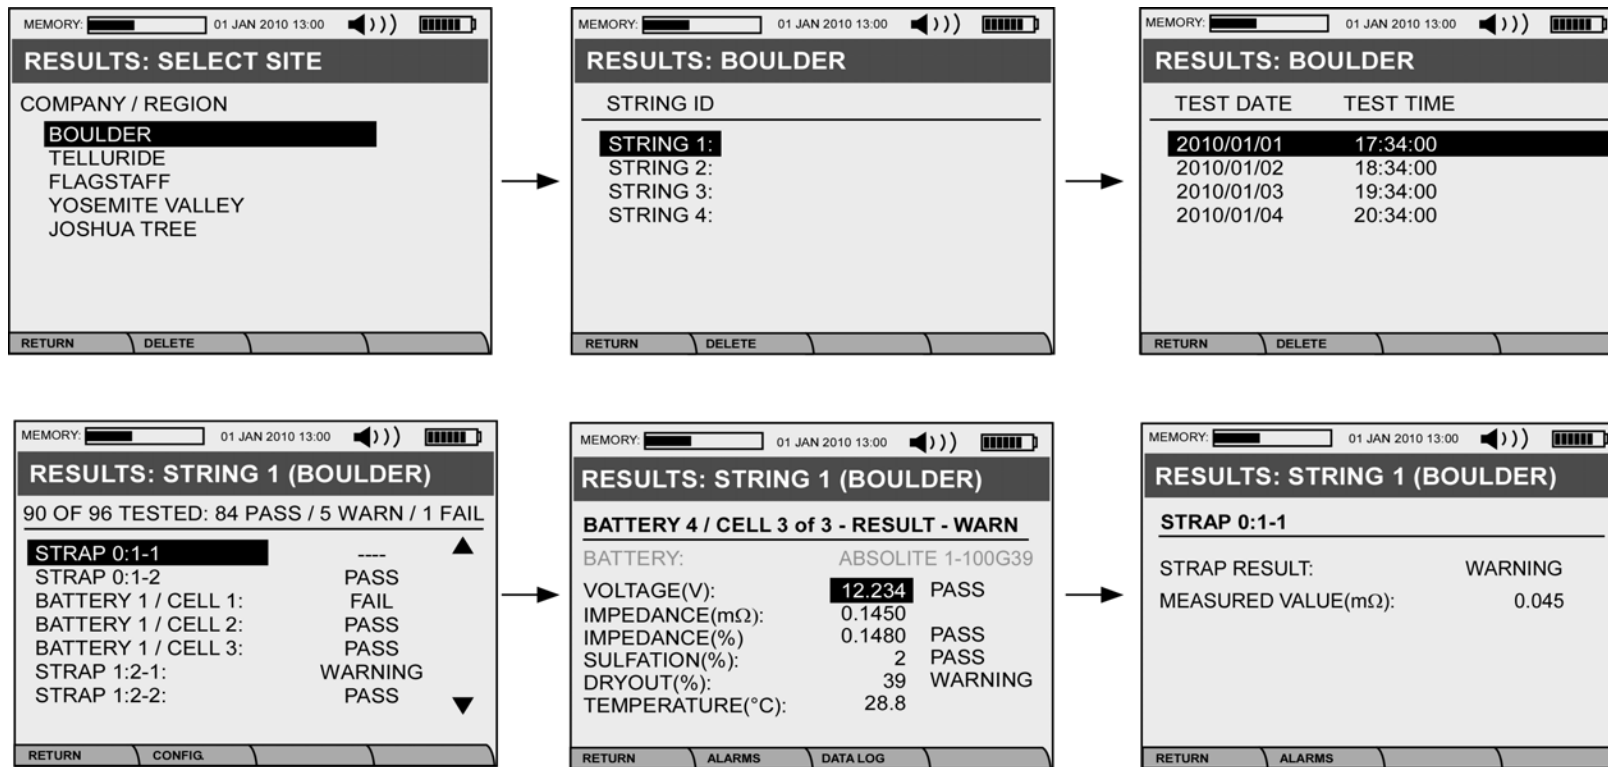 MEMORY: 01 JAN 2010 13:00
RESULTS: SELECT SITE
COMPANY / REGION
BOULDER
TELLURIDE
FLAGSTAFF
YOSEMITE VALLEY
JOSHUA TREE
RETURN DELETE
MEMORY: 01 JAN 2010 13:00
RESULTS: BOULDER
STRING ID
STRING 1:
STRING 2:
STRING 3:
STRING 4:
RETURN DELETE
MEMORY: 01 JAN 2010 13:00
RESULTS: BOULDER
TEST DATE TEST TIME
2010/01/01 17:34:00
2010/01/02 18:34:00
2010/01/03 19:34:00
2010/01/04 20:34:00
RETURN DELETE
MEMORY: 01 JAN 2010 13:00
RESULTS: STRING 1 (BOULDER)
90 OF 96 TESTED: 84 PASS / 5 WARN / 1 FAIL
STRAP 0:1-1 ----
STRAP 0:1-2 PASS
BATTERY 1 / CELL 1: FAIL
BATTERY 1 / CELL 2: PASS
BATTERY 1 / CELL 3: PASS
STRAP 1:2-1: WARNING
STRAP 1:2-2: PASS
RETURN CONFIG.
MEMORY: 01 JAN 2010 13:00
RESULTS: STRING 1 (BOULDER)
BATTERY 4 / CELL 3 of 3 - RESULT - WARN
BATTERY: ABSOLITE 1-100G39
VOLTAGE(V): 12.234 PASS
IMPEDANCE(mΩ): 0.1450
IMPEDANCE(%) 0.1480 PASS
SULFATION(%): 2 PASS
DRYOUT(%): 39 WARNING
TEMPERATURE(°C): 28.8
RETURN ALARMS DATA LOG
MEMORY: 01 JAN 2010 13:00
RESULTS: STRING 1 (BOULDER)
STRAP 0:1-1
STRAP RESULT: WARNING
MEASURED VALUE(mΩ): 0.045
RETURN ALARMS